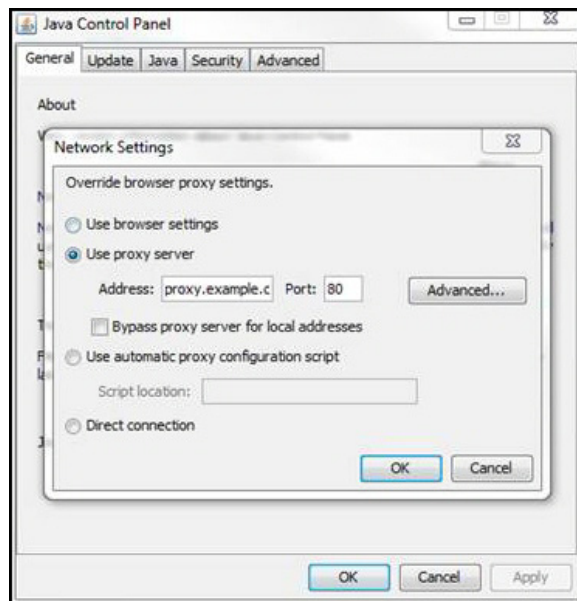 Java Control Panel
General Update Java Security Advanced
About
Network Settings
Override browser proxy settings.
Use browser settings
Use proxy server
Address: proxy.example.c Port: 80 Advanced...
Bypass proxy server for local addresses
Use automatic proxy configuration script
Script location:
Direct connection
OK Cancel
OK Cancel Apply